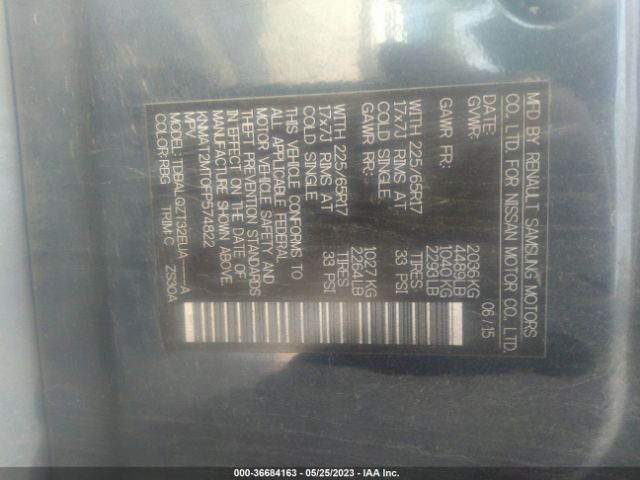 MFD BY RENAULT SAMSUNG MOTORS
CO., LTD. FOR NISSAN MOTOR CO., LTD.
DATE: 06/15
GVWR: 2036KG
4489LB
GAWR FR: 1040 KG
2293LB
WITH 225/65R17 TIRES
17x7J RIMS AT 33 PSI
COLD SINGLE
GAWR RR: 1027 KG
2264LB
WITH 225/65R17 TIRES
17x7J RIMS AT 33 PSI
COLD SINGLE
THIS VEHICLE CONFORMS TO
ALL APPLICABLE FEDERAL
MOTOR VEHICLE SAFETY AND
THEFT PREVENTION STANDARDS
IN EFFECT ON THE DATE OF
MANUFACTURE SHOWN ABOVE.
KNMAT2MT0FP574822
MPV
MODEL: TDBALQZT32EUA-----A
COLOR: RBG TRIM: C Z530A
000-36684163 - 05/25/2023 - IAA Inc.